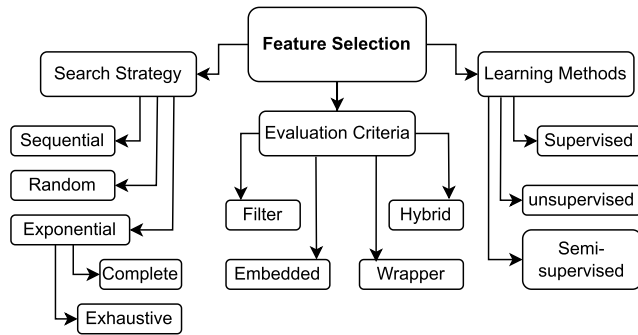 Feature Selection
Search Strategy
Learning Methods
Sequential
Random
Exponential
Complete
Exhaustive
Evaluation Criteria
Filter
Hybrid
Embedded
Wrapper
Supervised
unsupervised
Semi-
supervised